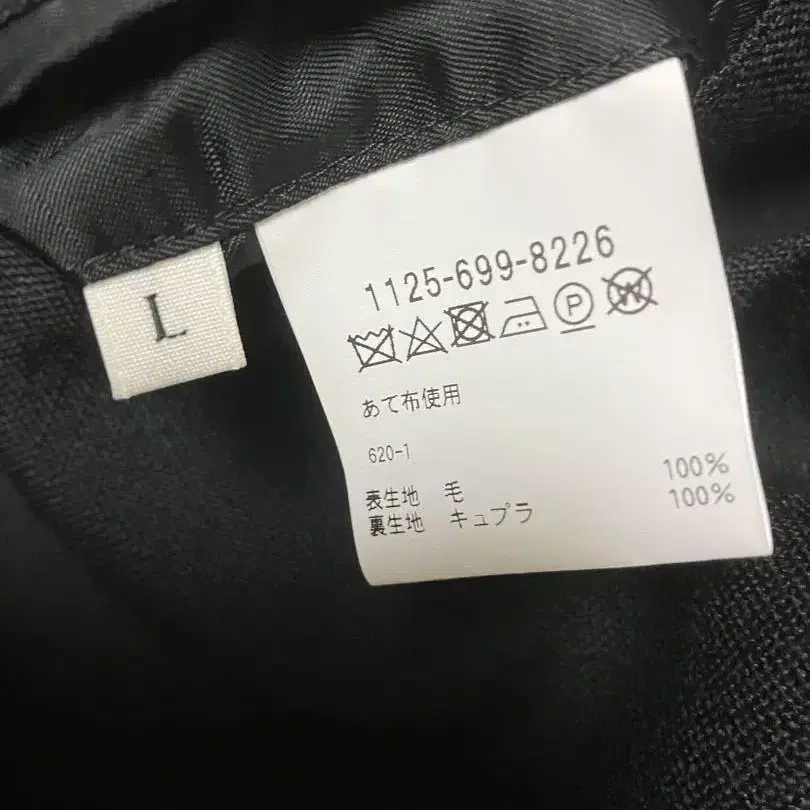 L
1125-699-8226
P W
あて布使用
620-1
表生地 毛 100%
裏生地 キュプラ 100%